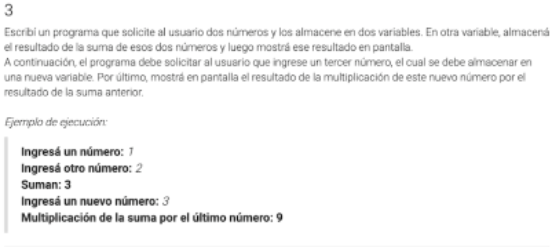 3
Escribí un programa que solicite al usuario dos números y los almacene en dos variables. En otra variable, almacená
el resultado de la suma de esos dos números y luego mostrá ese resultado en pantalla.
A continuación, el programa debe solicitar al usuario que ingrese un tercer número, el cual se debe almacenar en
una nueva variable. Por último, mostrá en pantalla el resultado de la multiplicación de este nuevo número por el
resultado de la suma anterior.
Ejemplo de ejecución:
Ingresá un número: 1
Ingresá otro número: 2
Suman: 3
Ingresá un nuevo número: 3
Multiplicación de la suma por el último número: 9